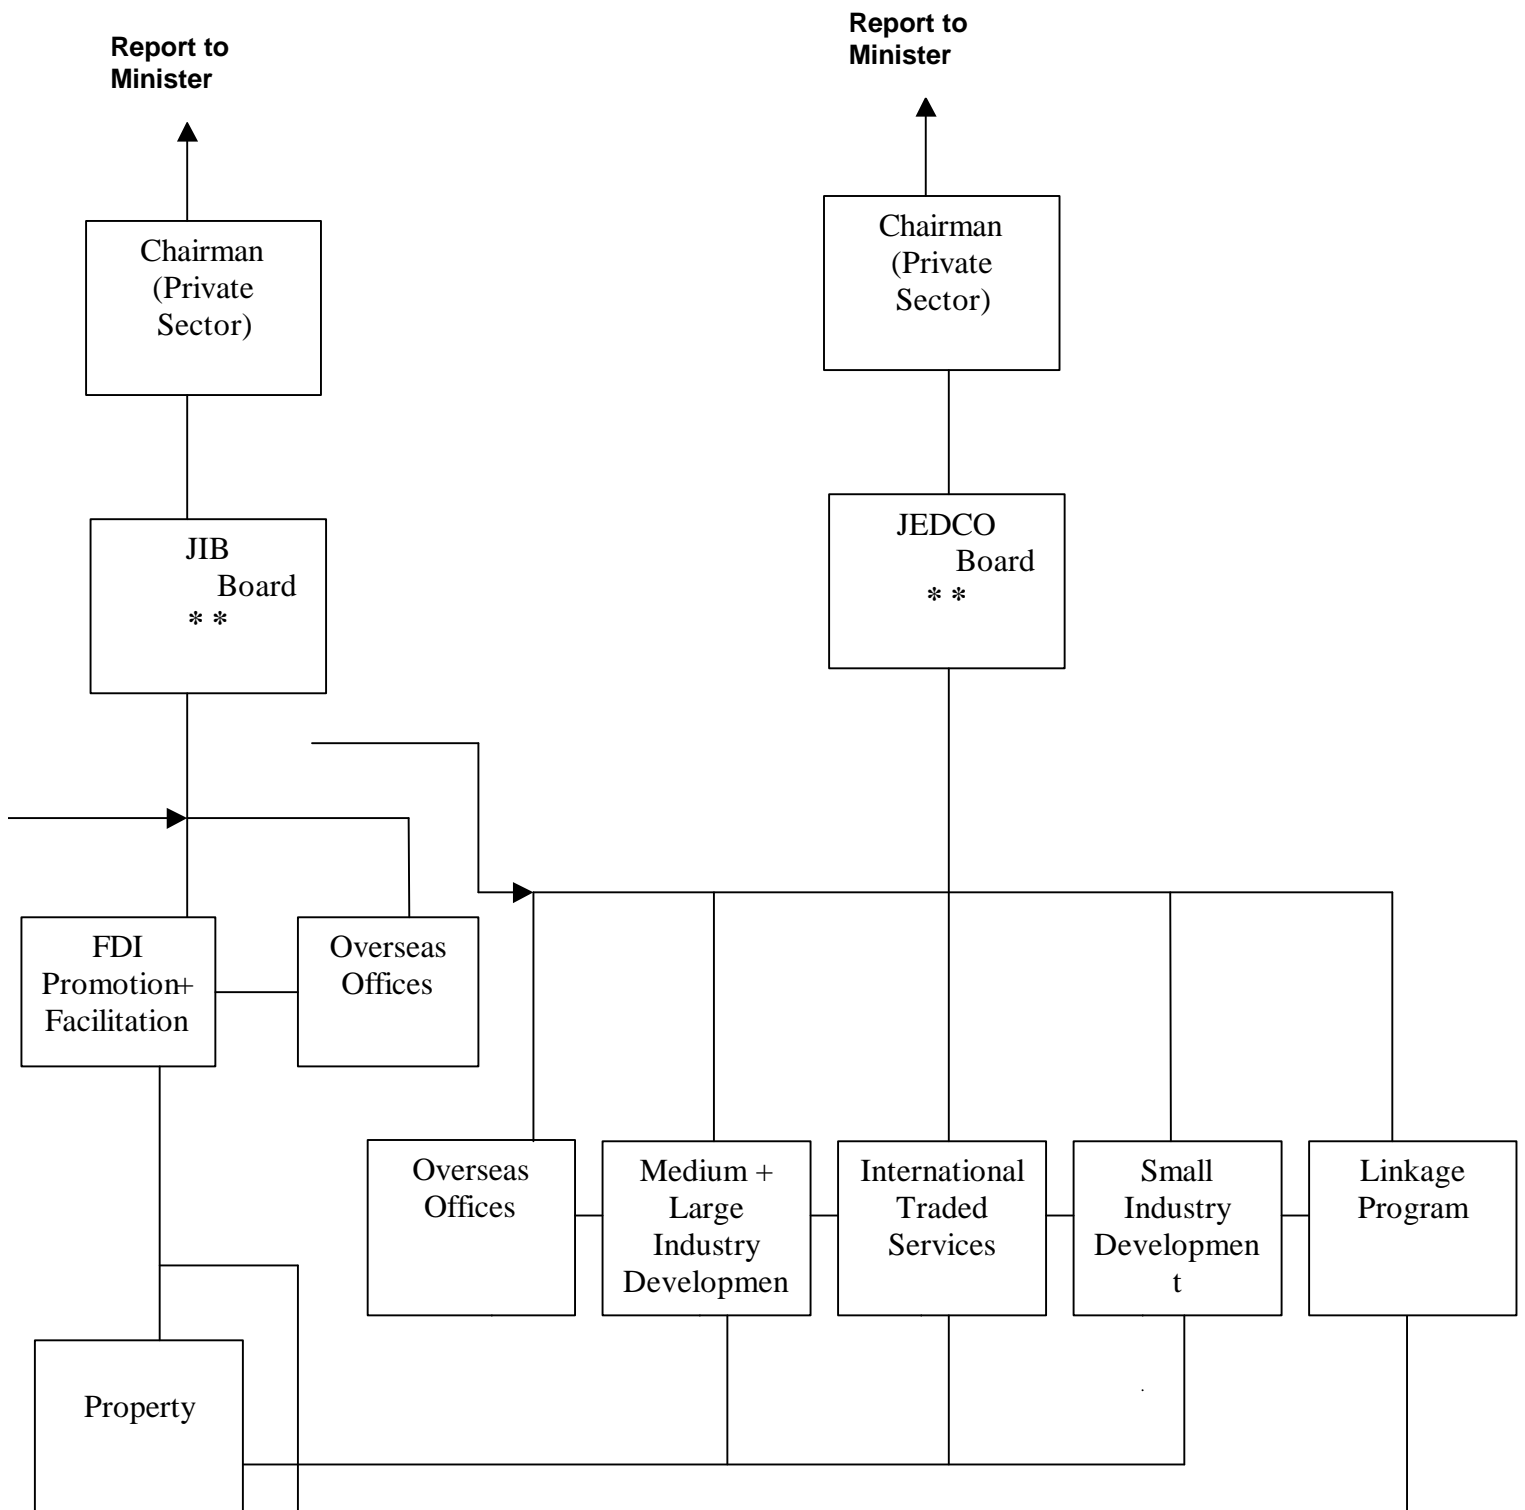 Report to
Minister
Report to
Minister
Chairman
(Private
Sector)
Chairman
(Private
Sector)
JIB
Board
* *
JEDCO
Board
* *
FDI
Promotion+
Facilitation
Overseas
Offices
Overseas
Offices
Medium +
Large
Industry
Developmen
International
Traded
Services
Small
Industry
Developmen
t
Linkage
Program
Property